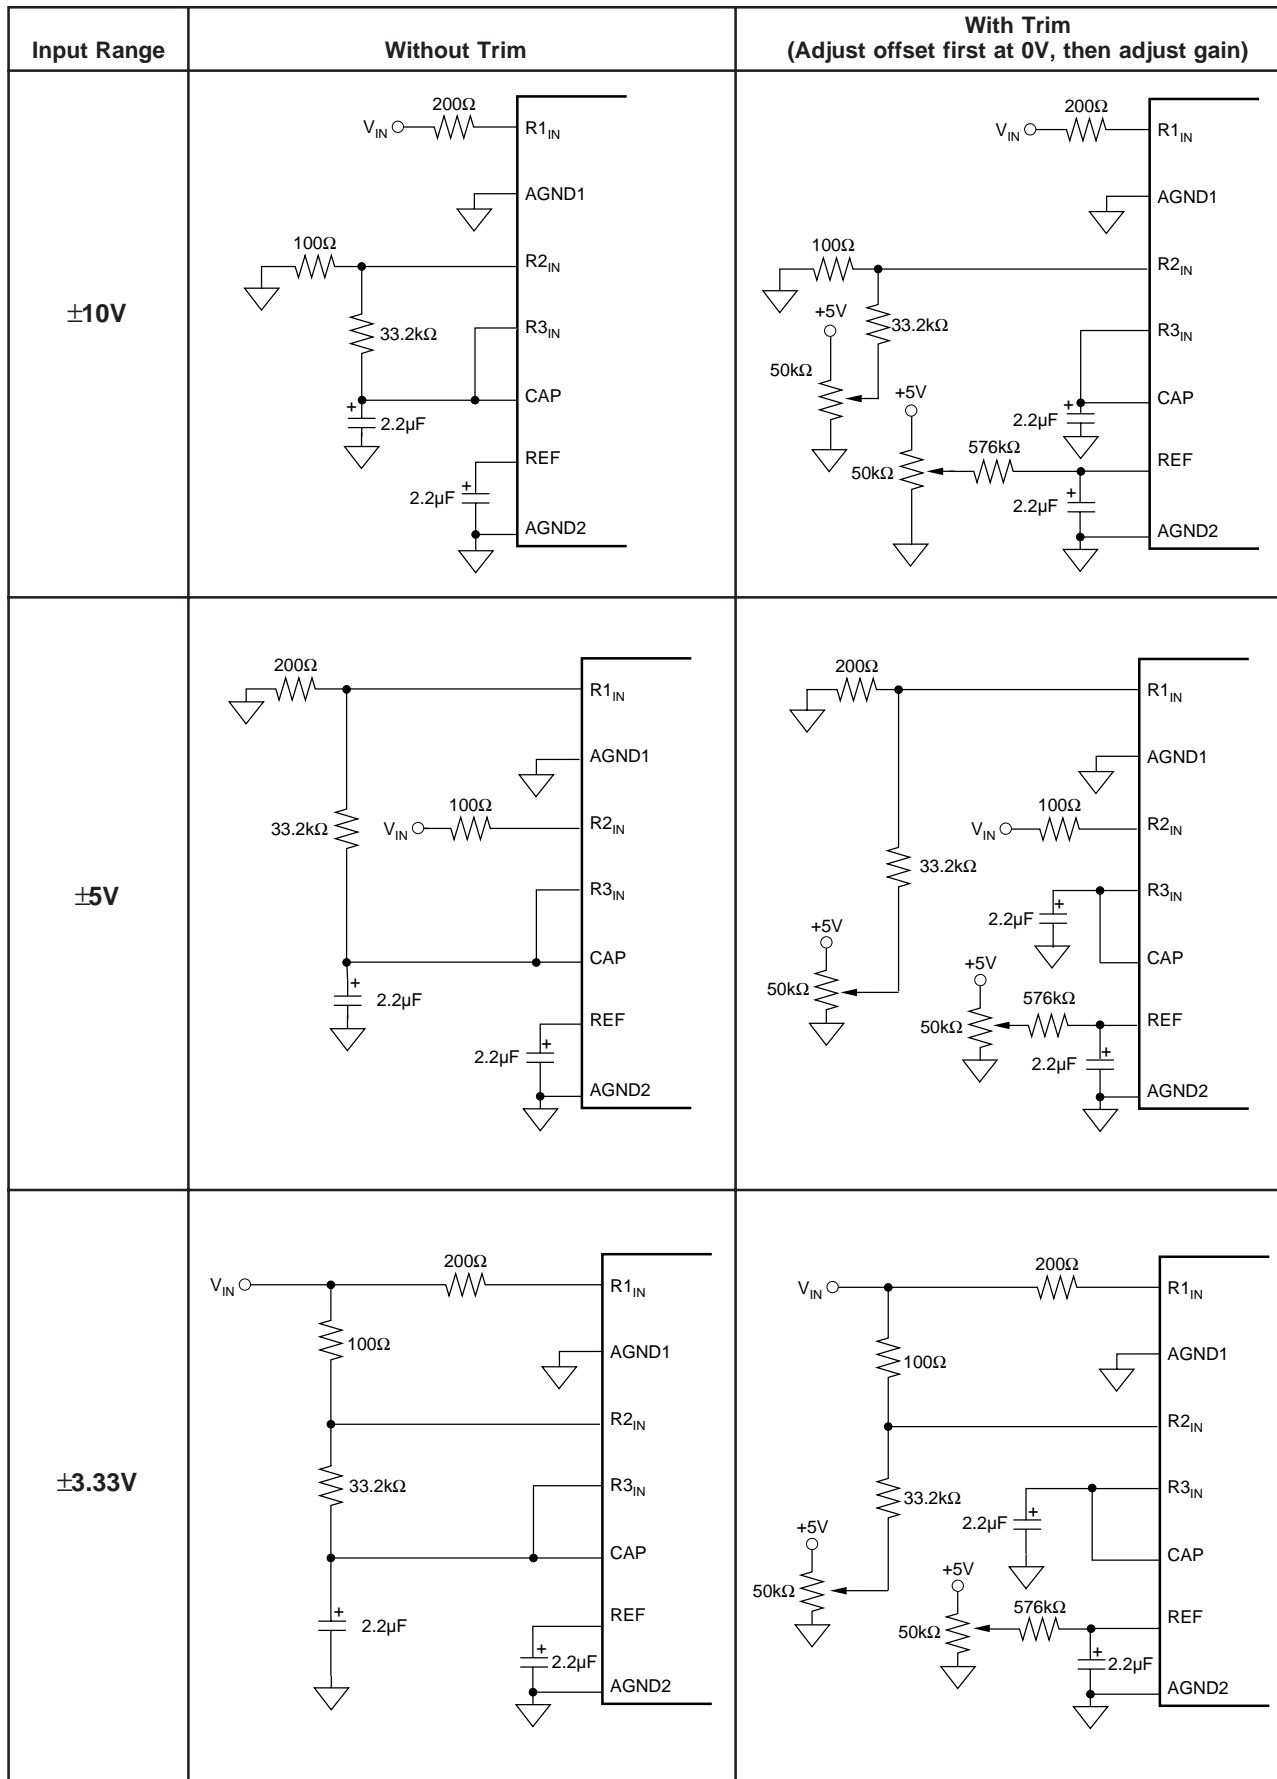 Input Range
Without Trim
With Trim
(Adjust offset first at 0V, then adjust gain)
±10V
200Ω
V_IN
R1_IN
AGND1
100Ω
R2_IN
33.2kΩ
R3_IN
CAP
+
2.2µF
REF
+
2.2µF
AGND2
200Ω
V_IN
R1_IN
AGND1
100Ω
R2_IN
+5V
33.2kΩ
R3_IN
50kΩ
+5V
CAP
+
2.2µF
576kΩ
REF
50kΩ
+
2.2µF
AGND2
±5V
200Ω
R1_IN
AGND1
100Ω
33.2kΩ
V_IN
R2_IN
R3_IN
CAP
+
2.2µF
REF
+
2.2µF
AGND2
200Ω
R1_IN
AGND1
100Ω
V_IN
R2_IN
33.2kΩ
R3_IN
+
2.2µF
+5V
CAP
+5V
50kΩ
576kΩ
REF
50kΩ
+
2.2µF
AGND2
±3.33V
200Ω
V_IN
R1_IN
100Ω
AGND1
R2_IN
33.2kΩ
R3_IN
CAP
+
2.2µF
REF
+
2.2µF
AGND2
200Ω
V_IN
R1_IN
100Ω
AGND1
R2_IN
33.2kΩ
R3_IN
+
2.2µF
+5V
CAP
+5V
50kΩ
576kΩ
REF
50kΩ
+
2.2µF
AGND2